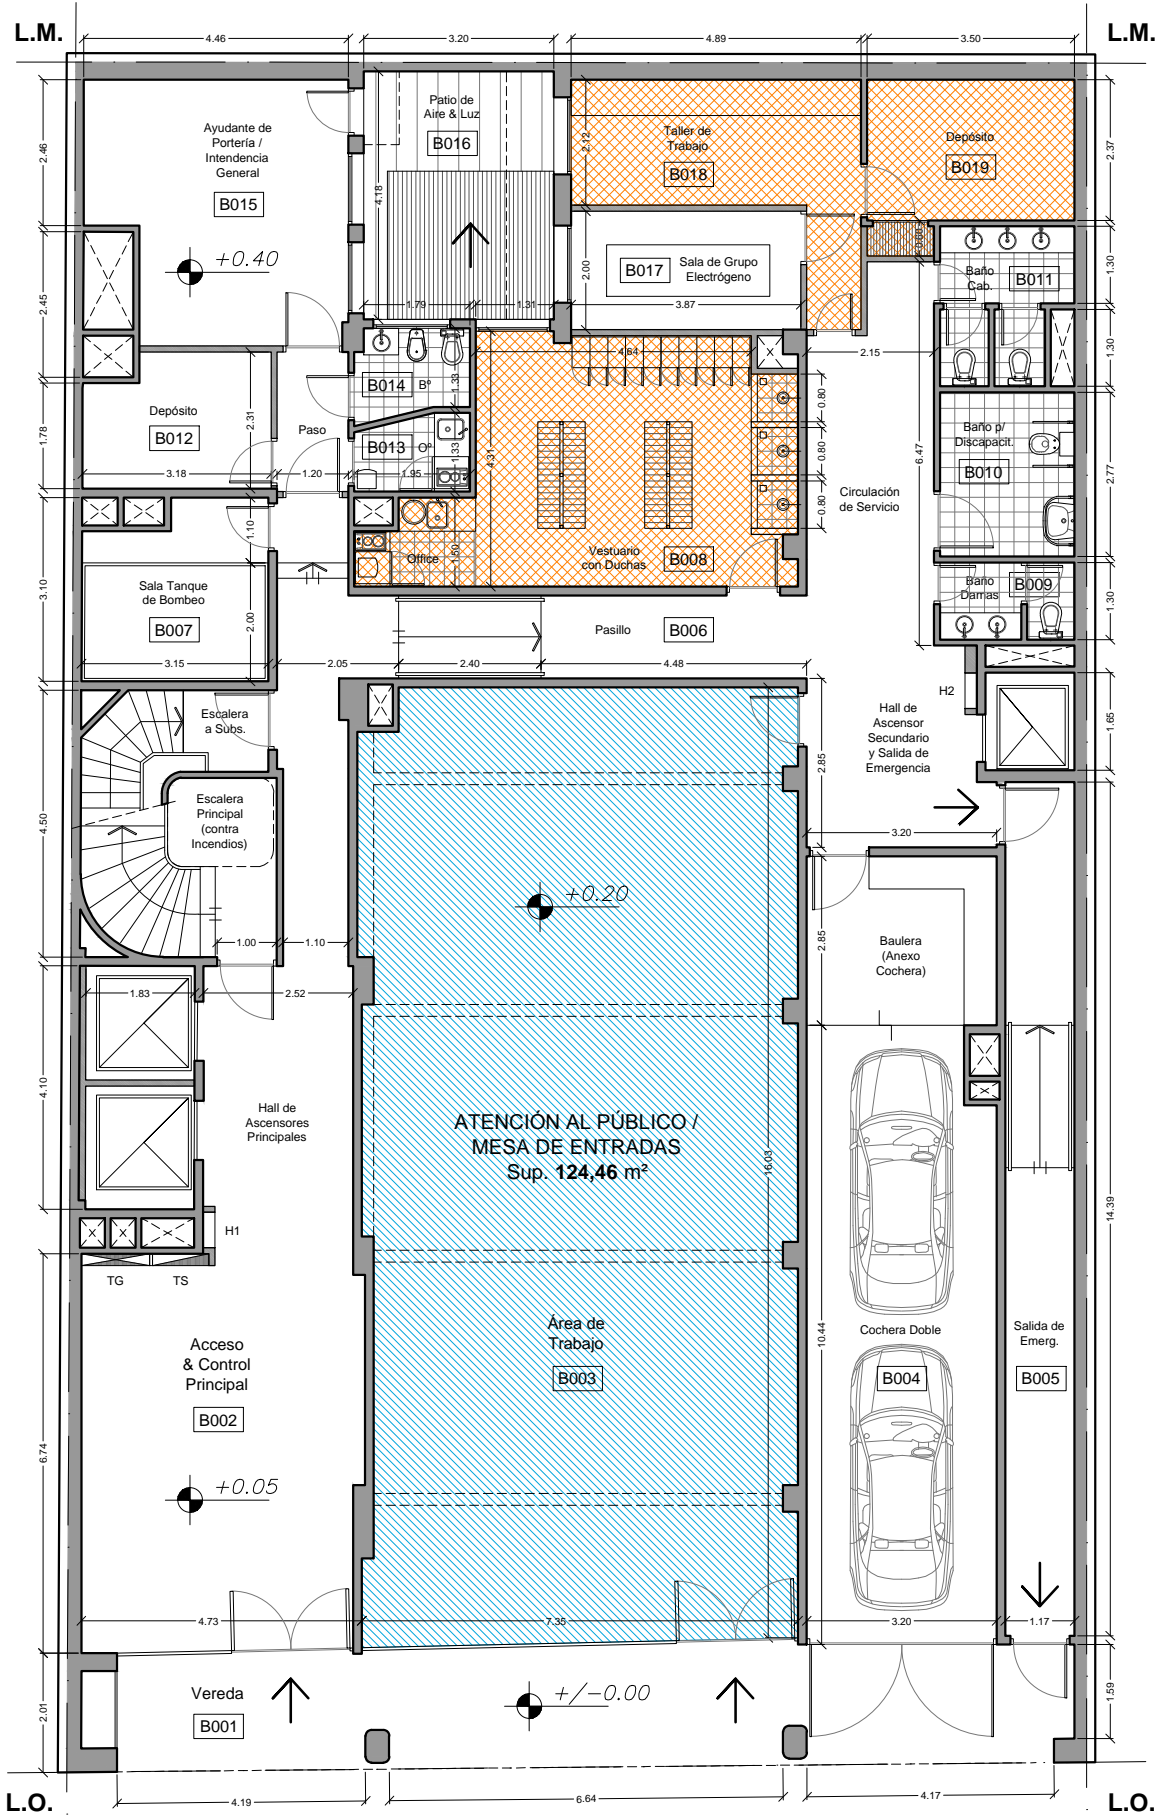 L.M.
L.M.
4.46
3.20
4.89
3.50
Patio de
Aire & Luz
B016
Ayudante de
Portería /
Intendencia
General
B015
+0.40
Taller de
Trabajo
B018
Depósito
B019
2.46
2.45
1.78
3.10
4.50
4.10
6.74
2.01
4.18
2.12
2.00
2.37
0.60
B017
Sala de Grupo
Electrógeno
3.87
1.79
1.31
Baño
Cab.
B011
1.30
1.30
2.77
1.30
1.65
14.39
1.59
2.15
6.47
4.64
B014
Bº
1.33
B013
Oº
1.33
1.95
Depósito
B012
2.31
3.18
Paso
1.20
4.31
0.80
0.80
0.80
Baño p/
Discapacit.
B010
Circulación
de Servicio
Office
1.50
Vestuario
con Duchas
B008
Baño
Damas
B009
1.10
Sala Tanque
de Bombeo
B007
2.00
3.15
Pasillo
B006
2.05
2.40
4.48
Escalera
a Subs.
H2
Hall de
Ascensor
Secundario
y Salida de
Emergencia
2.85
3.20
Escalera
Principal
(contra
Incendios)
+0.20
1.00
1.10
2.85
Baulera
(Anexo
Cochera)
1.83
2.52
Hall de
Ascensores
Principales
ATENCIÓN AL PÚBLICO /
MESA DE ENTRADAS
Sup. 124,46 m²
16.03
H1
TG
TS
Área de
Trabajo
B003
Cochera Doble
B004
10.44
Salida de
Emerg.
B005
Acceso
& Control
Principal
B002
+0.05
4.73
7.35
3.20
1.17
Vereda
B001
+/-0.00
4.19
6.64
4.17
L.O.
L.O.